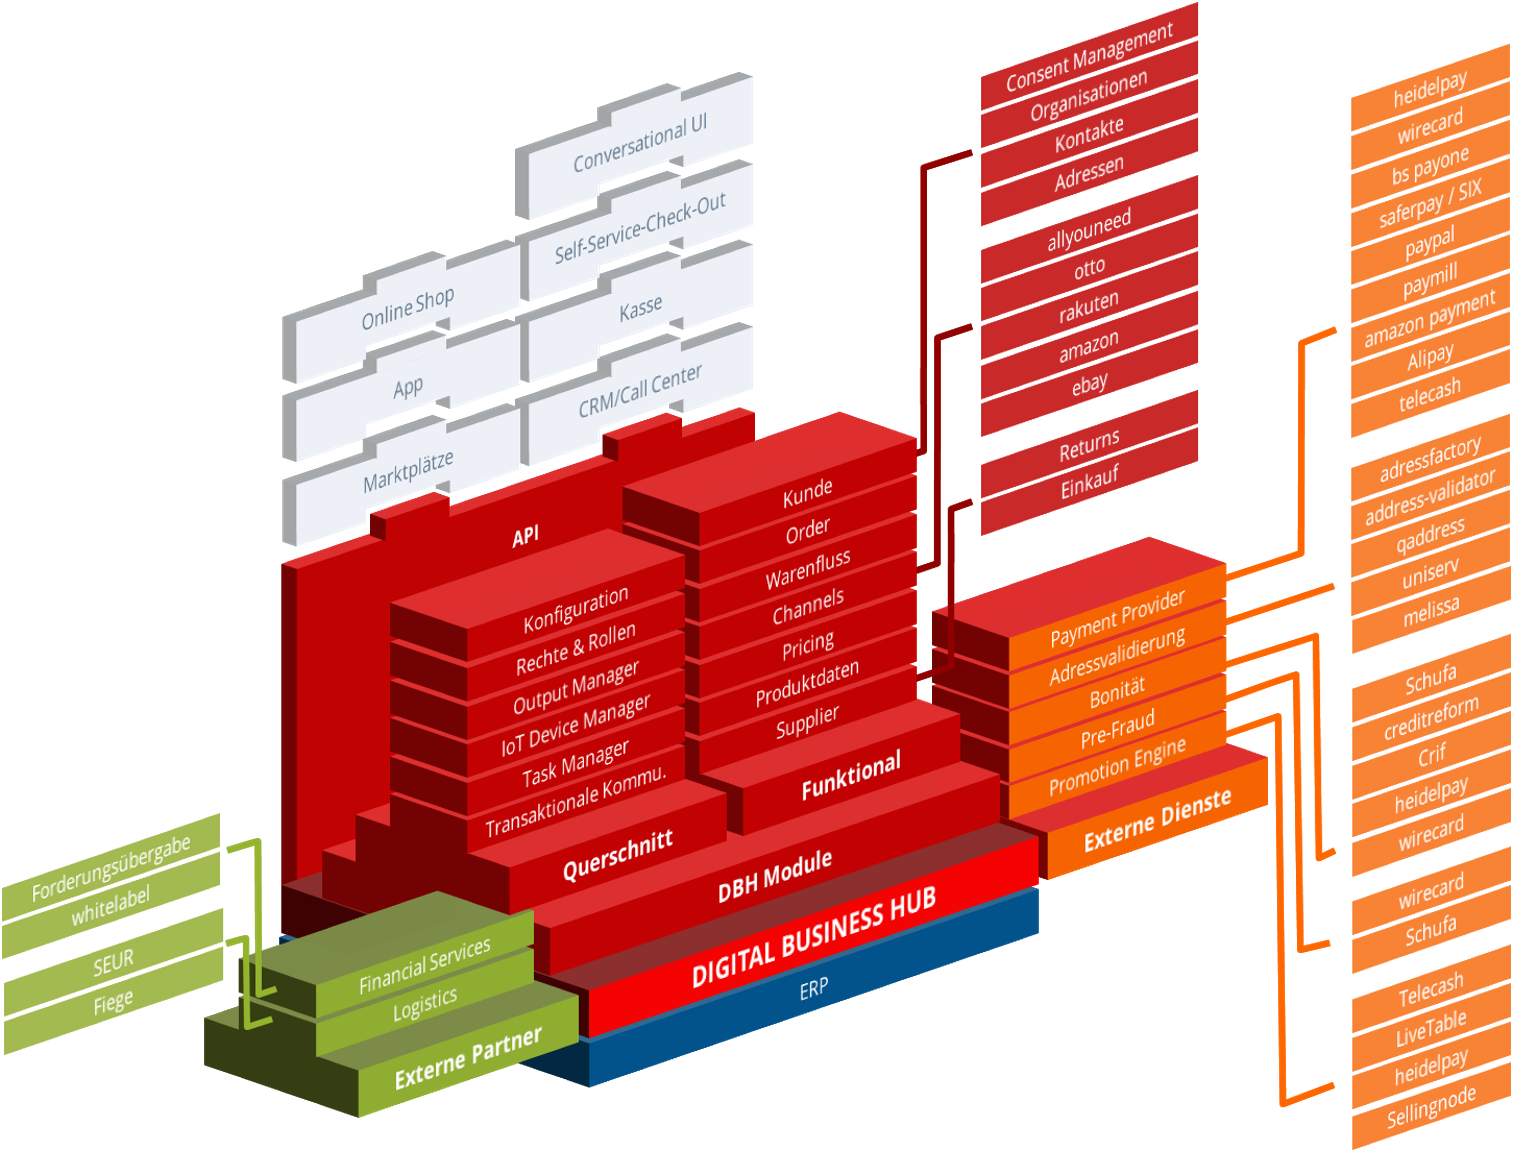 Conversational UI
Self-Service-Check-Out
Kasse
CRM/Call Center
Online Shop
App
Marktplätze
API
Konfiguration
Rechte & Rollen
Output Manager
IoT Device Manager
Task Manager
Transaktionale Kommu.
Querschnitt
Kunde
Order
Warenfluss
Channels
Pricing
Produktdaten
Supplier
Funktional
DBH Module
DIGITAL BUSINESS HUB
ERP
Consent Management
Organisationen
Kontakte
Adressen
allyouneed
otto
rakuten
amazon
ebay
Returns
Einkauf
Payment Provider
Adressvalidierung
Bonität
Pre-Fraud
Promotion Engine
Externe Dienste
heidelpay
wirecard
bs payone
saferpay / SIX
paypal
paymill
amazon payment
Alipay
telecash
adressfactory
address-validator
qaddress
uniserv
melissa
Schufa
creditreform
Crif
heidelpay
wirecard
wirecard
Schufa
Telecash
LiveTable
heidelpay
Sellingnode
Forderungsübergabe
whitelabel
SEUR
Fiege
Financial Services
Logistics
Externe Partner